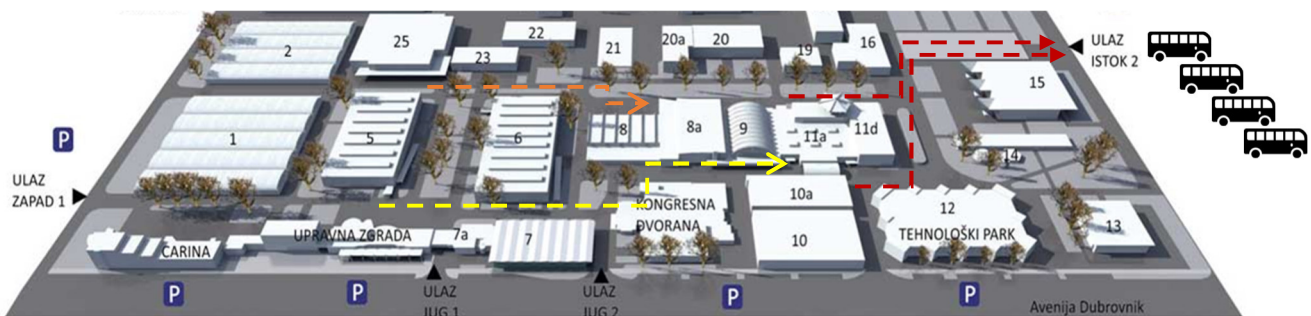 2
25
22
23
21
20a
20
19
16
15
ULAZ
ISTOK 2
1
5
6
8
8a
9
11a
11d
14
P
ULAZ
ZAPAD 1
ČARINA
UPRAVNA ZGRADA
7a
7
KONGRESNA
DVORANA
10a
10
12
TEHNOLOŠKI PARK
13
P
P
ULAZ
JUG 1
ULAZ
JUG 2
P
P
Avenija Dubrovnik